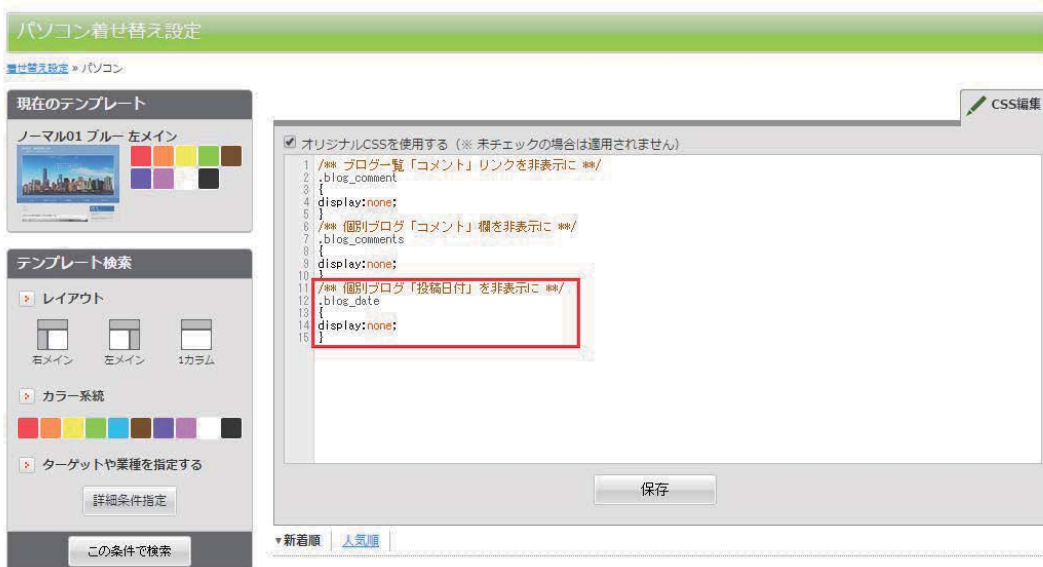 パソコン着せ替え設定
着せ替え設定 » パソコン
現在のテンプレート
ノーマル01 ブルー 左メイン
テンプレート検索
レイアウト
右メイン 左メイン 1カラム
カラー系統
ターゲットや業種を指定する
詳細条件指定
この条件で検索
CSS編集
オリジナルCSSを使用する（※ 未チェックの場合は適用されません）
1 /** ブログ一覧「コメント」リンクを非表示に **/
2 .blog_comment
3 {
4 display:none;
5 }
6 /** 個別ブログ「コメント」欄を非表示に **/
7 .blog_comments
8 {
9 display:none;
10 }
11 /** 個別ブログ「投稿日付」を非表示に **/
12 .blog_date
13 {
14 display:none;
15 }
保存
▼新着順 人気順